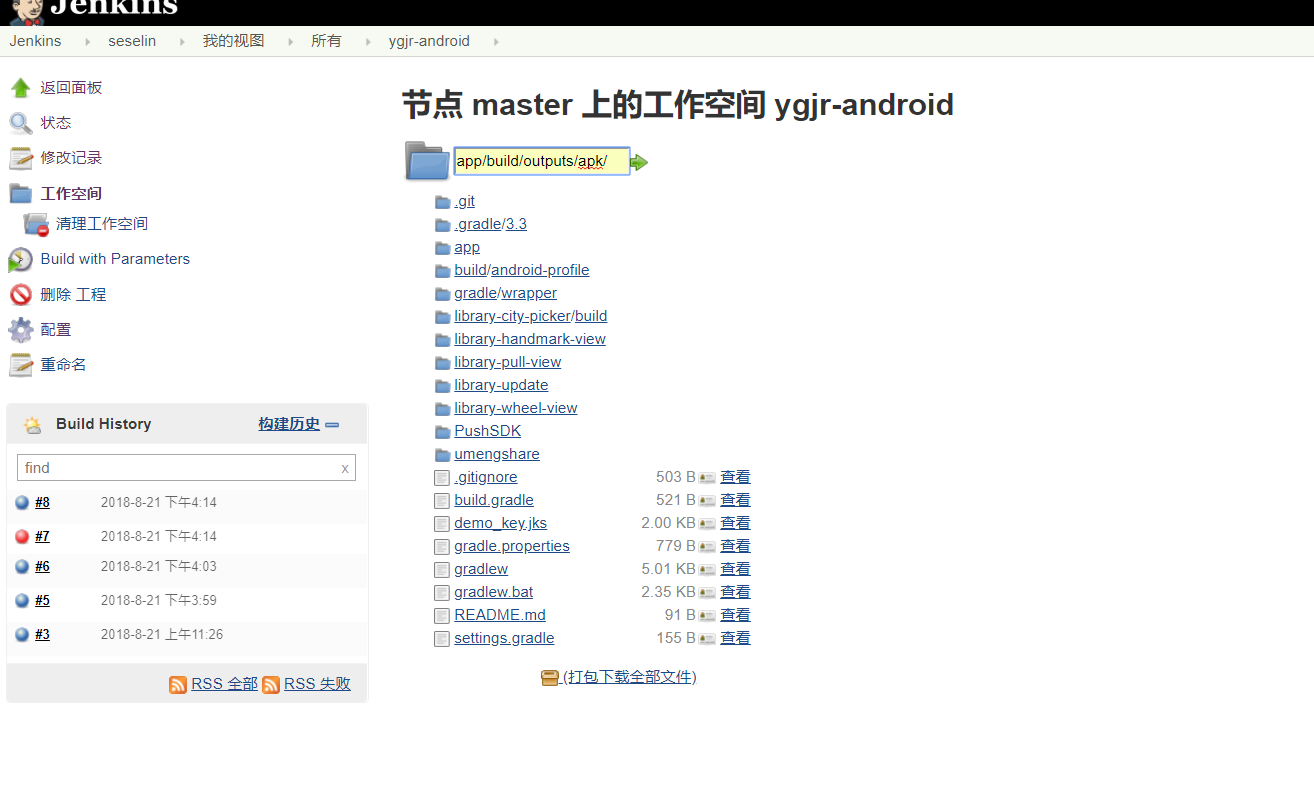 Jenkins
Jenkins seselin 我的视图 所有 ygjr-android
返回面板
状态
修改记录
工作空间
清理工作空间
Build with Parameters
删除 工程
配置
重命名
Build History 构建历史
find x
#8 2018-8-21 下午4:14
#7 2018-8-21 下午4:14
#6 2018-8-21 下午4:03
#5 2018-8-21 下午3:59
#3 2018-8-21 上午11:26
RSS 全部 RSS 失败
节点 master 上的工作空间 ygjr-android
app/build/outputs/apk/
.git
.gradle/3.3
app
build/android-profile
gradle/wrapper
library-city-picker/build
library-handmark-view
library-pull-view
library-update
library-wheel-view
PushSDK
umengshare
.gitignore 503 B 查看
build.gradle 521 B 查看
demo_key.jks 2.00 KB 查看
gradle.properties 779 B 查看
gradlew 5.01 KB 查看
gradlew.bat 2.35 KB 查看
README.md 91 B 查看
settings.gradle 155 B 查看
(打包下载全部文件)